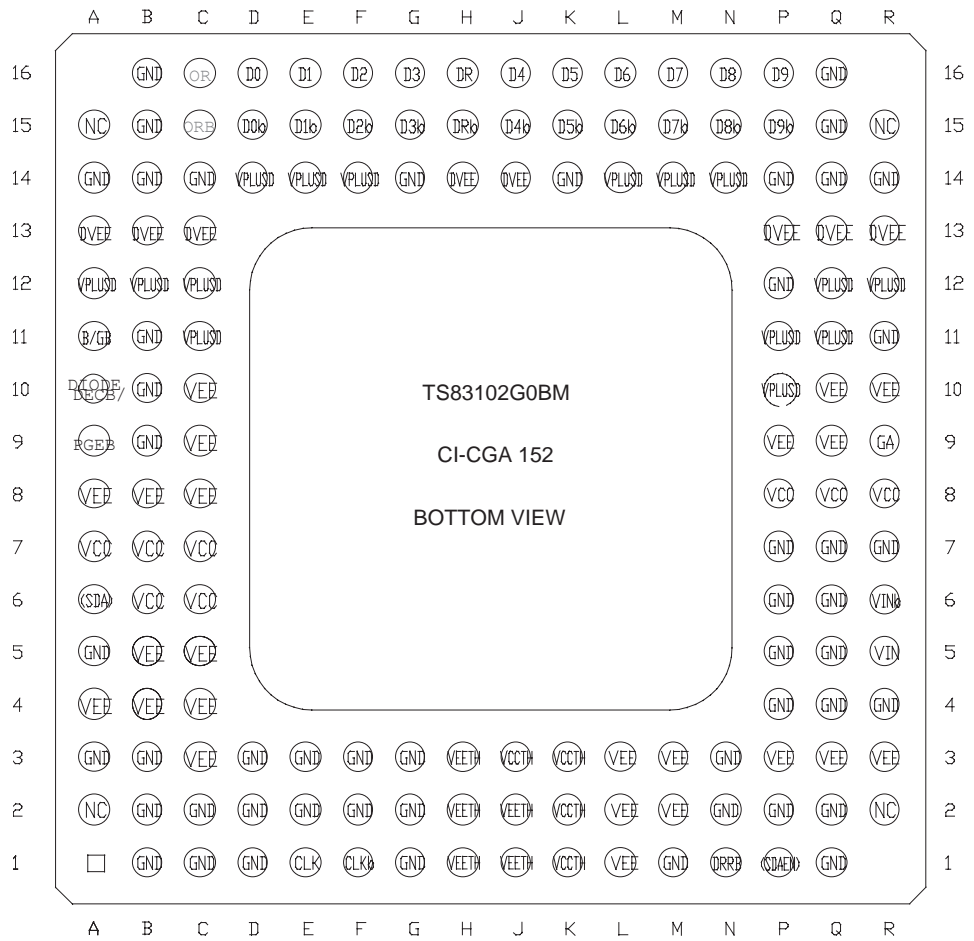 A B C D E F G H J K L M N P Q R
16 GND OR D0 D1 D2 D3 DR D4 D5 D6 D7 D8 D9 GND 16
15 NC GND ORB D0b D1b D2b D3b DRb D4b D5b D6b D7b D8b D9b GND NC 15
14 GND GND GND VPLUSD VPLUSD VPLUSD GND DVEE DVEE GND VPLUSD VPLUSD VPLUSD GND GND GND 14
13 DVEE DVEE DVEE DVEE DVEE DVEE 13
12 VPLUSD VPLUSD VPLUSD GND VPLUSD VPLUSD 12
11 B/GB GND VPLUSD VPLUSD VPLUSD GND 11
DIODE
10 DECB/ GND VEE TS83102G0BM VPLUSD VEE VEE 10
9 PGEB GND VEE CI-CGA 152 VEE VEE GA 9
8 VEE VEE VEE BOTTOM VIEW VCC VCC VCC 8
7 VCC VCC VCC GND GND GND 7
6 (SDA) VCC VCC GND GND VINb 6
5 GND VEE VEE GND GND VIN 5
4 VEE VEE VEE GND GND GND 4
3 GND GND VEE GND GND GND GND VEETH VCCTH VCCTH VEE VEE GND VEE VEE VEE 3
2 NC GND GND GND GND GND GND VEETH VEETH VCCTH VEE VEE GND GND GND NC 2
1 GND GND GND CLK CLKb GND VEETH VEETH VCCTH VEE GND DRRB (SDAEN) GND 1
A B C D E F G H J K L M N P Q R